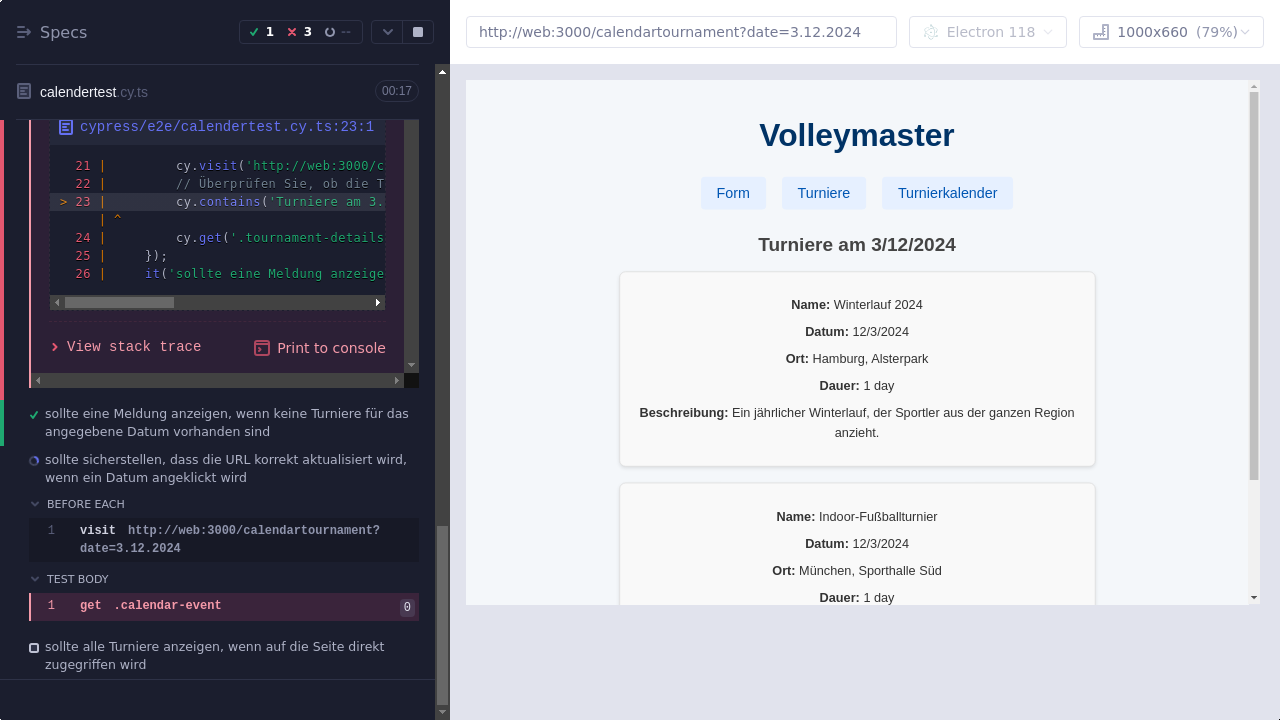 Specs
1
3
--
http://web:3000/calendartournament?date=3.12.2024
Electron 118
1000x660 (79%)
calendertest.cy.ts
00:17
cypress/e2e/calendertest.cy.ts:23:1
21 | cy.visit('http://web:3000/c
22 | // Überprüfen Sie, ob die T
> 23 | cy.contains('Turniere am 3.
| ^
24 | cy.get('.tournament-details
25 | });
26 | it('sollte eine Meldung anzeige
View stack trace
Print to console
sollte eine Meldung anzeigen, wenn keine Turniere für das
angegebene Datum vorhanden sind
sollte sicherstellen, dass die URL korrekt aktualisiert wird,
wenn ein Datum angeklickt wird
BEFORE EACH
1 visit http://web:3000/calendartournament?
date=3.12.2024
TEST BODY
1 get .calendar-event 0
sollte alle Turniere anzeigen, wenn auf die Seite direkt
zugegriffen wird
Volleymaster
Form
Turniere
Turnierkalender
Turniere am 3/12/2024
Name: Winterlauf 2024
Datum: 12/3/2024
Ort: Hamburg, Alsterpark
Dauer: 1 day
Beschreibung: Ein jährlicher Winterlauf, der Sportler aus der ganzen Region
anzieht.
Name: Indoor-Fußballturnier
Datum: 12/3/2024
Ort: München, Sporthalle Süd
Dauer: 1 day